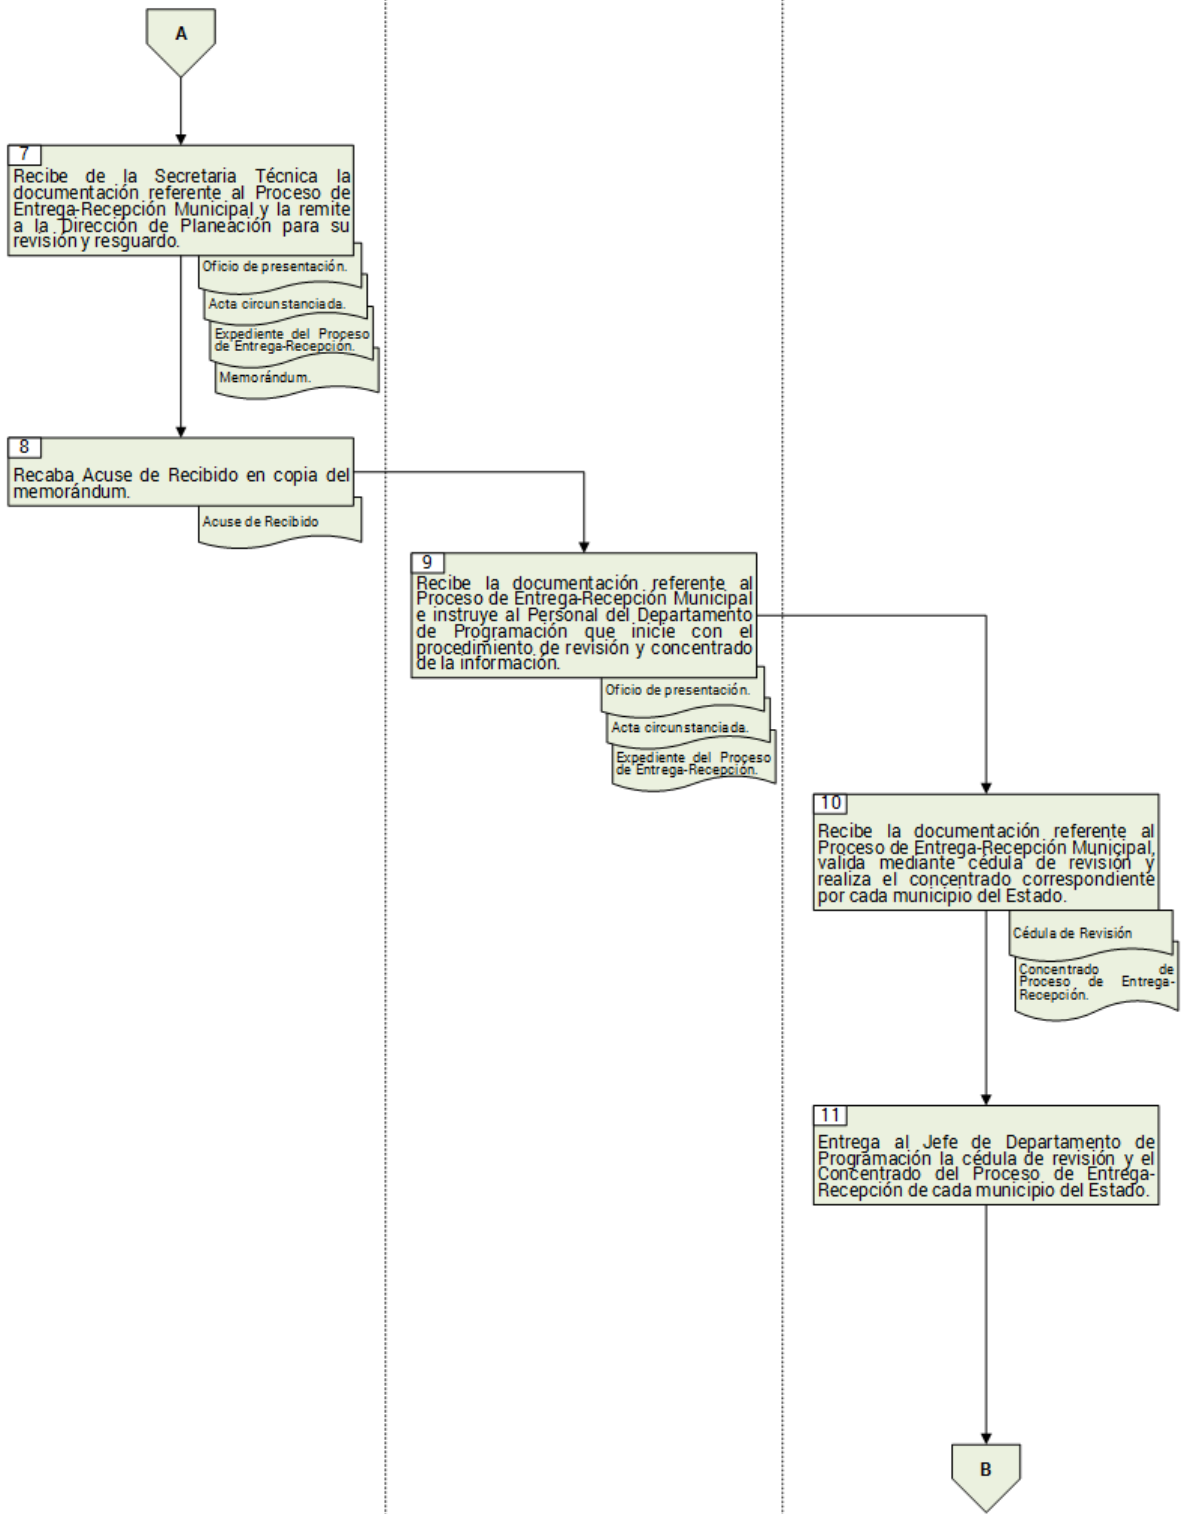 A
7
Recibe de la Secretaria Técnica la
documentación referente al Proceso de
Entrega-Recepción Municipal y la remite
a la Dirección de Planeación para su
revisión y resguardo.
Oficio de presentación.
Acta circunstanciada.
Expediente del Proceso
de Entrega-Recepción.
Memorándum.
8
Recaba Acuse de Recibido en copia del
memorándum.
Acuse de Recibido
9
Recibe la documentación referente al
Proceso de Entrega-Recepción Municipal
e instruye al Personal del Departamento
de Programación que inicie con el
procedimiento de revisión y concentrado
de la información.
Oficio de presentación.
Acta circunstanciada.
Expediente del Proceso
de Entrega-Recepción.
10
Recibe la documentación referente al
Proceso de Entrega-Recepción Municipal,
valida mediante cédula de revisión y
realiza el concentrado correspondiente
por cada municipio del Estado.
Cédula de Revisión
Concentrado de
Proceso de Entrega-
Recepción.
11
Entrega al Jefe de Departamento de
Programación la cédula de revisión y el
Concentrado del Proceso de Entrega-
Recepción de cada municipio del Estado.
B